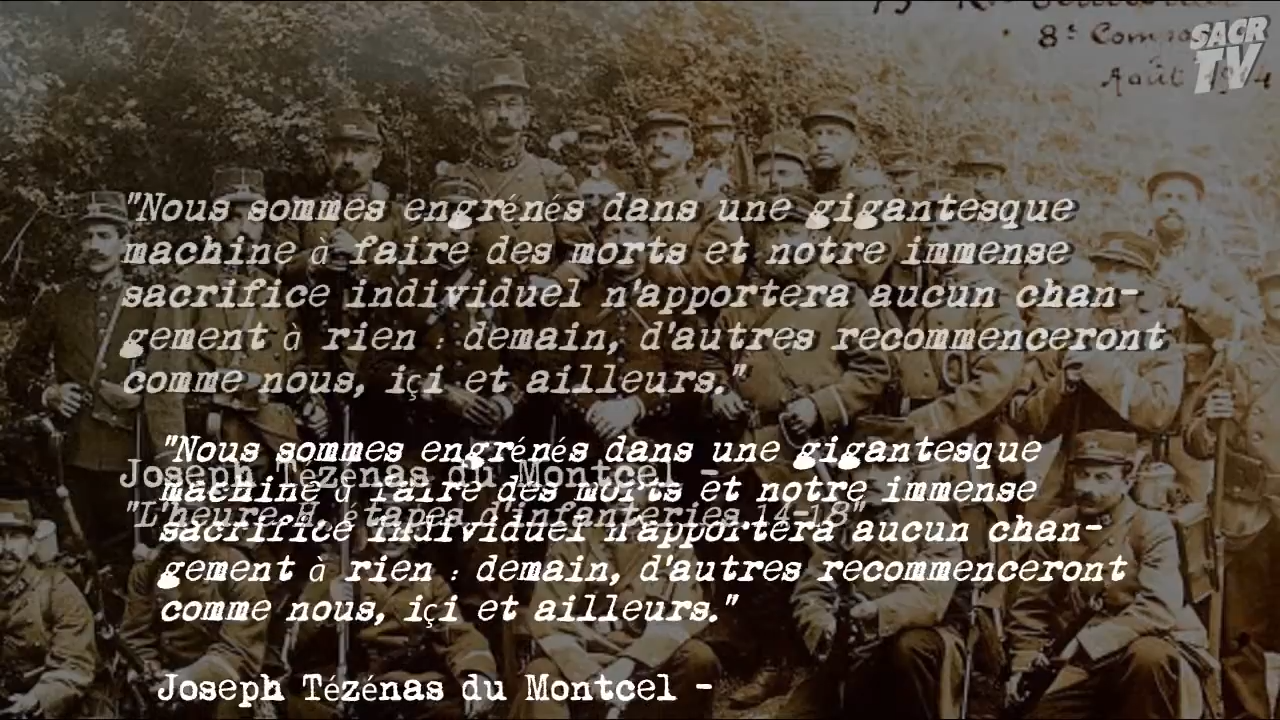 8e
Août 1914
SACR
TV
"Nous sommes engrénés dans une gigantesque
machine à faire des morts et notre immense
sacrifice individuel n'apportera aucun chan-
gement à rien : demain, d'autres recommenceront
comme nous, içi et ailleurs."
Joseph Tézénas du Montcel -
"L'heure H, étapes d'infanteries 14-18"
"Nous sommes engrénés dans une gigantesque
machine à faire des morts et notre immense
sacrifice individuel n'apportera aucun chan-
gement à rien : demain, d'autres recommenceront
comme nous, içi et ailleurs."
Joseph Tézénas du Montcel -